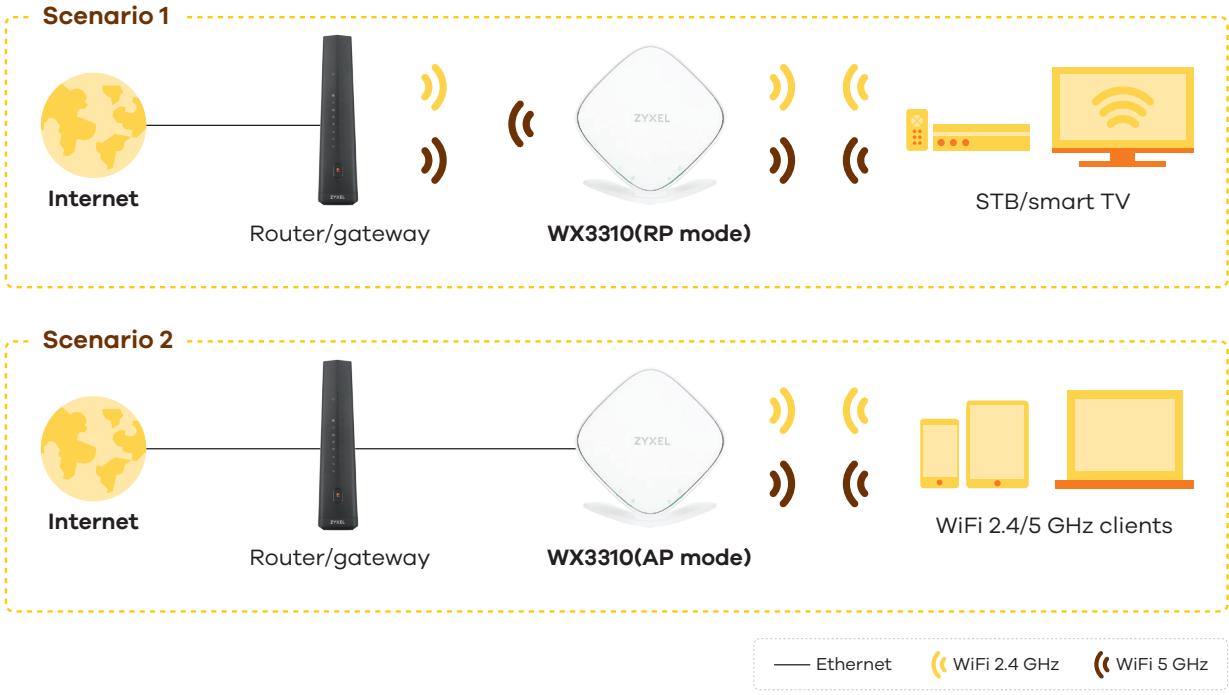 Scenario 1
ZYXEL
ZYXEL
Internet
STB/smart TV
Router/gateway
WX3310(RP mode)
Scenario 2
ZYXEL
ZYXEL
Internet
WiFi 2.4/5 GHz clients
Router/gateway
WX3310(AP mode)
Ethernet
WiFi 2.4 GHz
WiFi 5 GHz